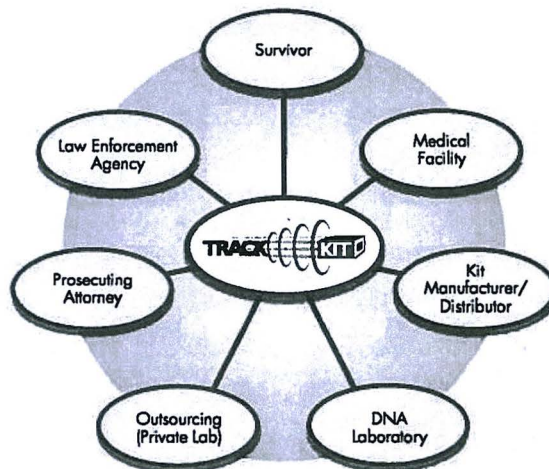 Survivor
Law Enforcement
Agency
Medical
Facility
TRACK KIT
Prosecuting
Attorney
Kit
Manufacturer/
Distributor
Outsourcing
(Private Lab)
DNA
Laboratory